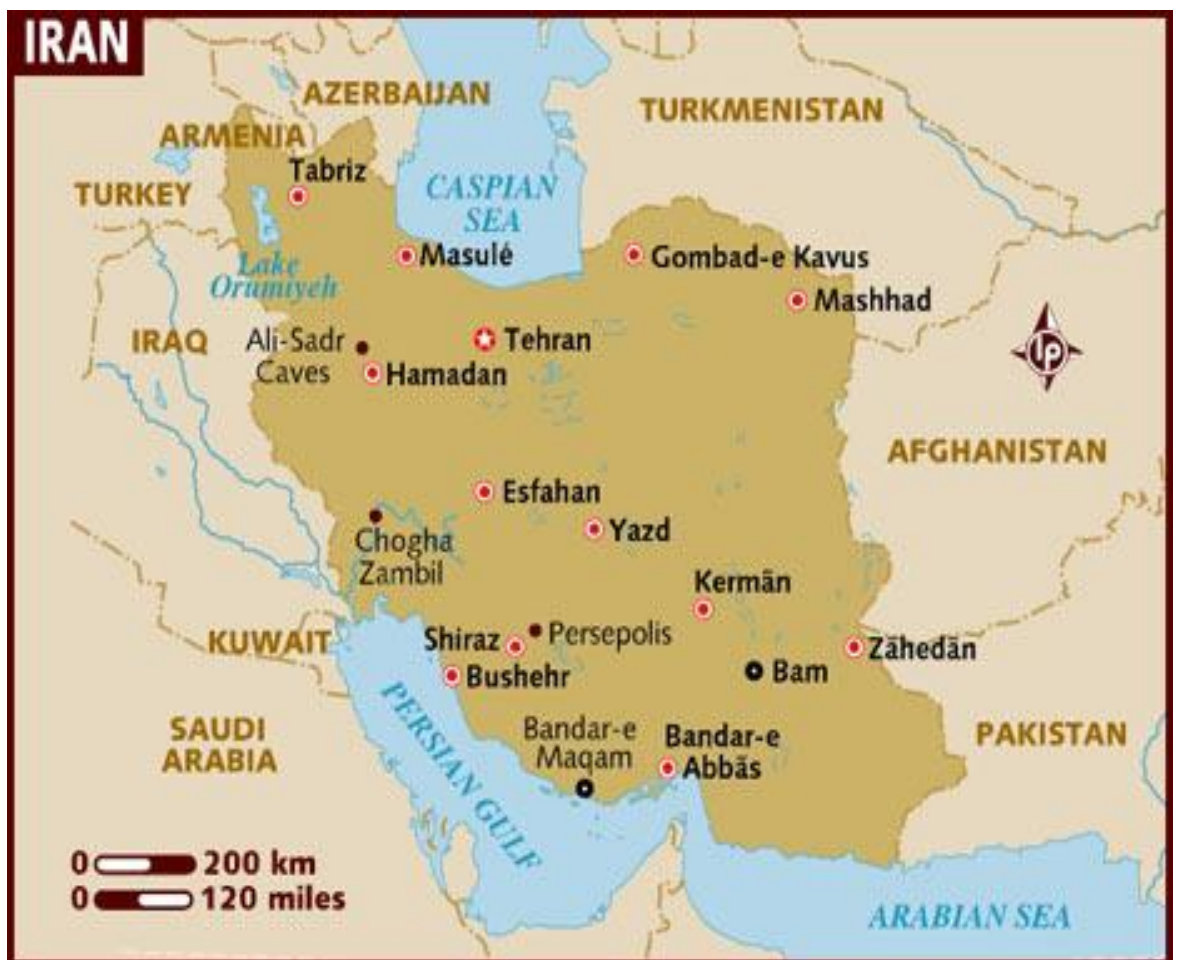 IRAN
AZERBAIJAN
TURKMENISTAN
ARMENIA
Tabriz
TURKEY
CASPIAN
SEA
Masulé
Gombad-e Kavus
Lake
Orumiyeh
Mashhad
IRAQ
Ali-Sadr
Caves
Tehran
lp
Hamadan
AFGHANISTAN
Esfahan
Yazd
Chogha
Zambil
Kermān
KUWAIT
Shiraz
Persepolis
Zāhedān
Bushehr
Bam
SAUDI
ARABIA
PERSIAN GULF
Bandar-e
Maqam
Bandar-e
Abbās
PAKISTAN
0 200 km
0 120 miles
ARABIAN SEA